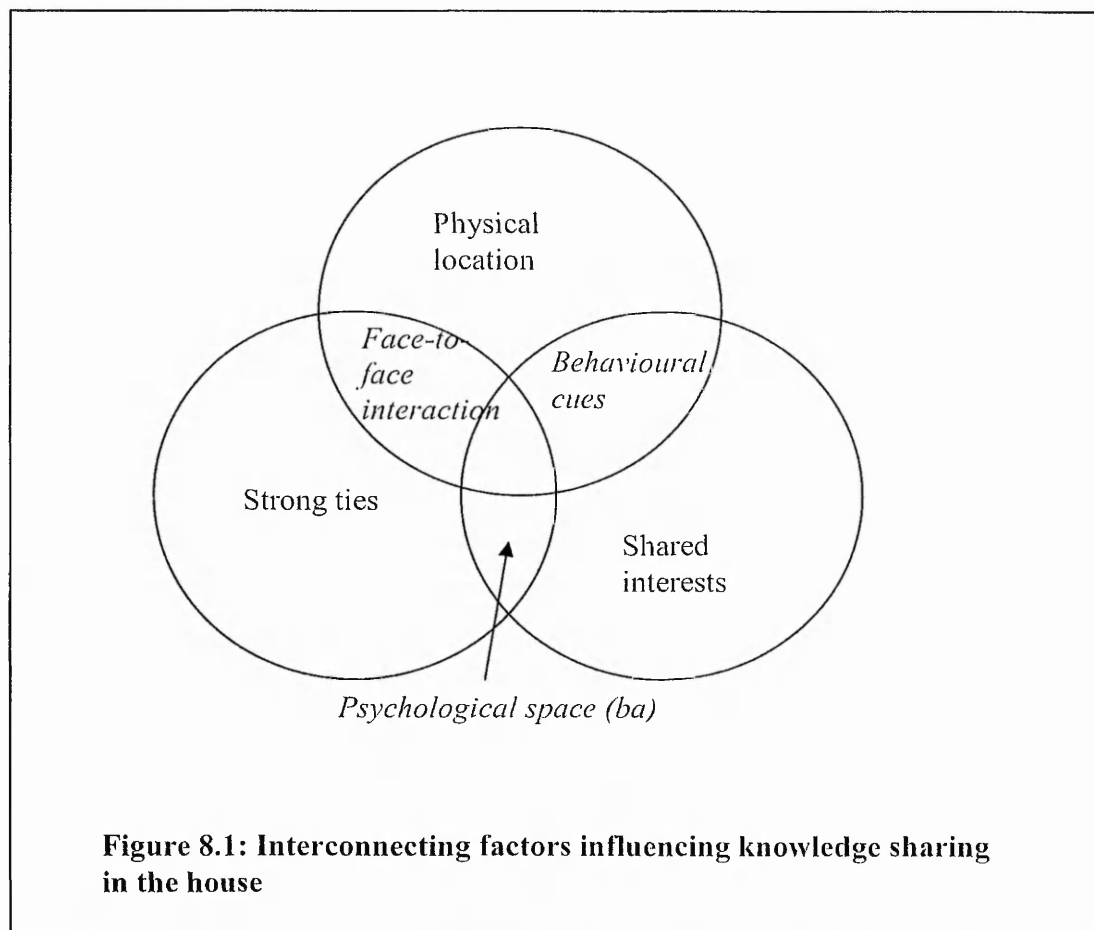 Physical
location
Face-to-
face
interaction
Behavioural
cues
Strong ties
Shared
interests
Psychological space (ba)
Figure 8.1: Interconnecting factors influencing knowledge sharing
in the house